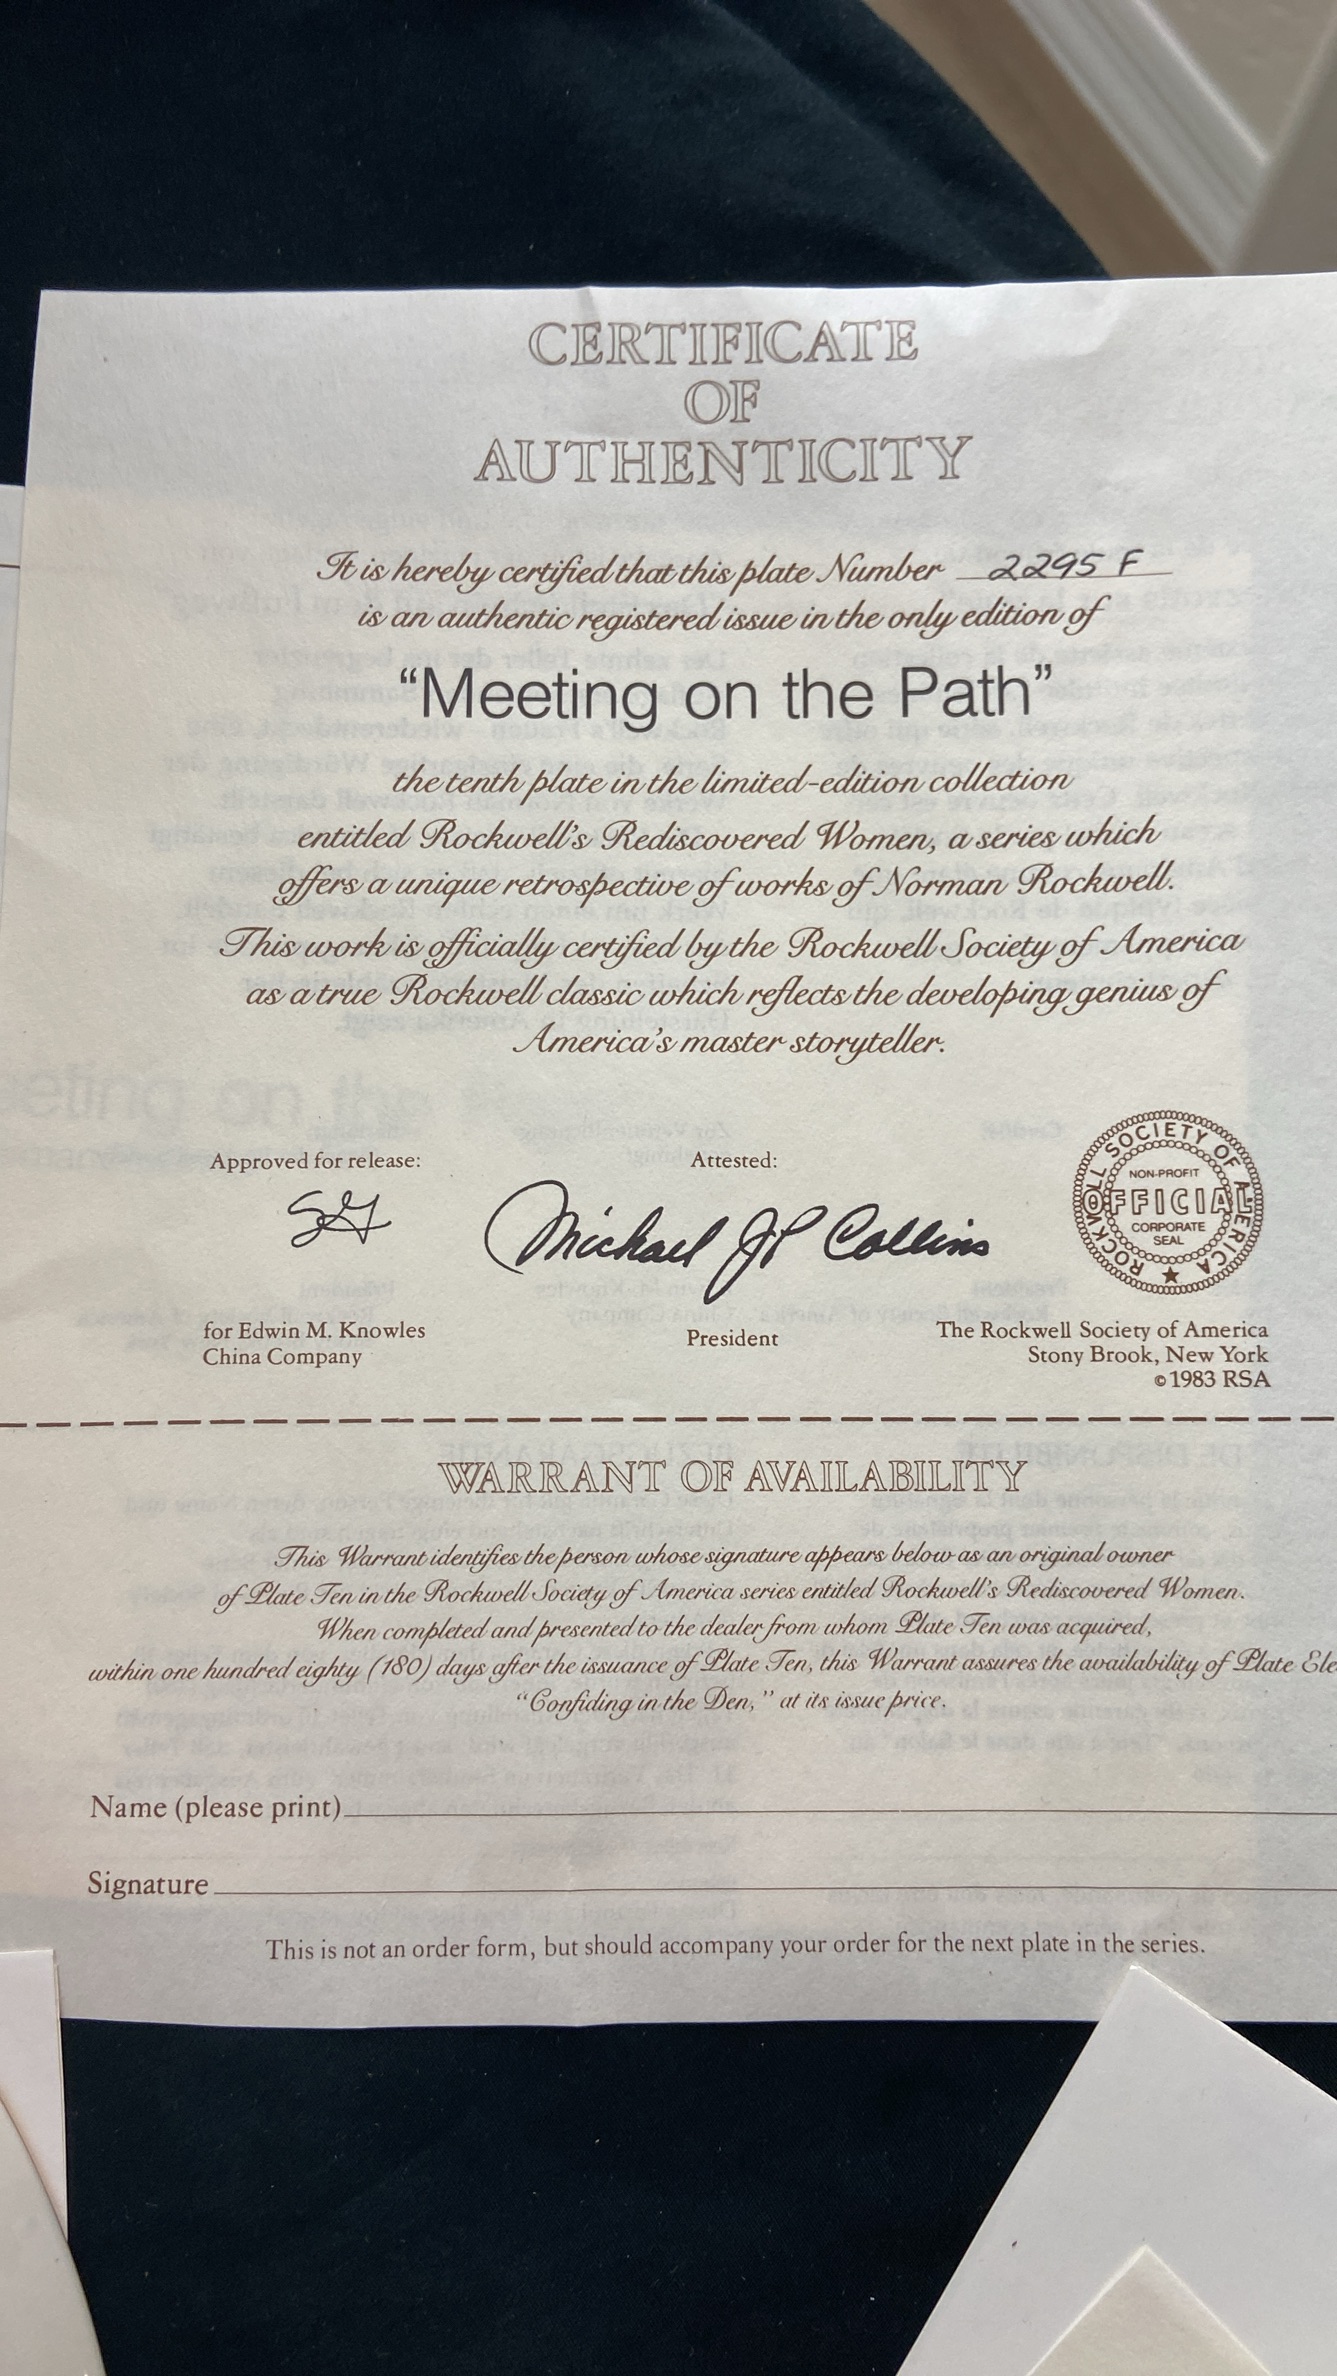 CERTIFICATE
OF
AUTHENTICITY
It is hereby certified that this plate Number 2295 F
is an authentic registered issue in the only edition of
“Meeting on the Path”
the tenth plate in the limited-edition collection
entitled Rockwell's Rediscovered Women, a series which
offers a unique retrospective of works of Norman Rockwell.
This work is officially certified by the Rockwell Society of America
as a true Rockwell classic which reflects the developing genius of
America's master storyteller.
Approved for release:
Attested:
Michael JP Collins
ROCKWELL SOCIETY OF AMERICA
NON-PROFIT
OFFICIAL
CORPORATE
SEAL
for Edwin M. Knowles
China Company
President
The Rockwell Society of America
Stony Brook, New York
©1983 RSA
WARRANT OF AVAILABILITY
This Warrant identifies the person whose signature appears below as an original owner
of Plate Ten in the Rockwell Society of America series entitled Rockwell's Rediscovered Women.
When completed and presented to the dealer from whom Plate Ten was acquired,
within one hundred eighty (180) days after the issuance of Plate Ten, this Warrant assures the availability of Plate Ele
“Confiding in the Den,” at its issue price.
Name (please print)
Signature
This is not an order form, but should accompany your order for the next plate in the series.